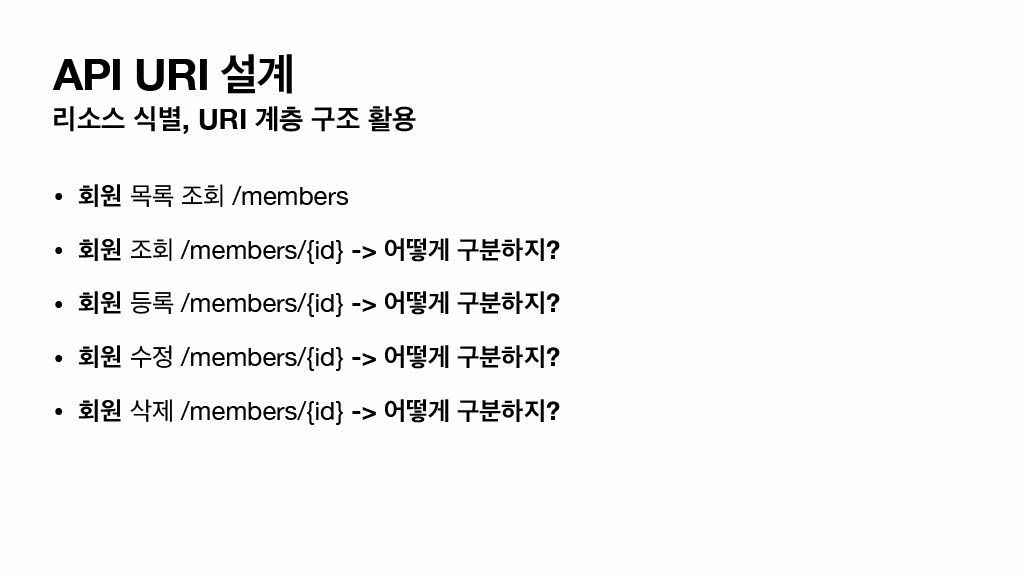 API URI 설계
리소스 식별, URI 계층 구조 활용
• 회원 목록 조회 /members
• 회원 조회 /members/{id} -> 어떻게 구분하지?
• 회원 등록 /members/{id} -> 어떻게 구분하지?
• 회원 수정 /members/{id} -> 어떻게 구분하지?
• 회원 삭제 /members/{id} -> 어떻게 구분하지?